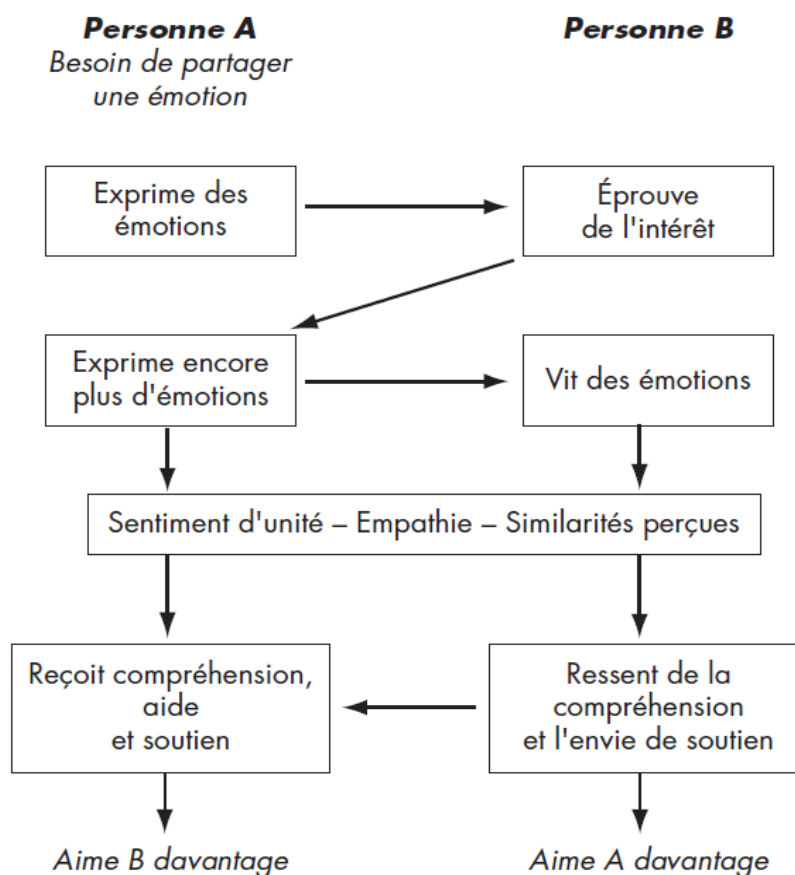 Personne A
Besoin de partager
une émotion
Personne B
Exprime des
émotions
Éprouve
de l'intérêt
Exprime encore
plus d'émotions
Vit des émotions
Sentiment d'unité – Empathie – Similarités perçues
Reçoit compréhension,
aide
et soutien
Ressent de la
compréhension
et l'envie de soutien
Aime B davantage
Aime A davantage